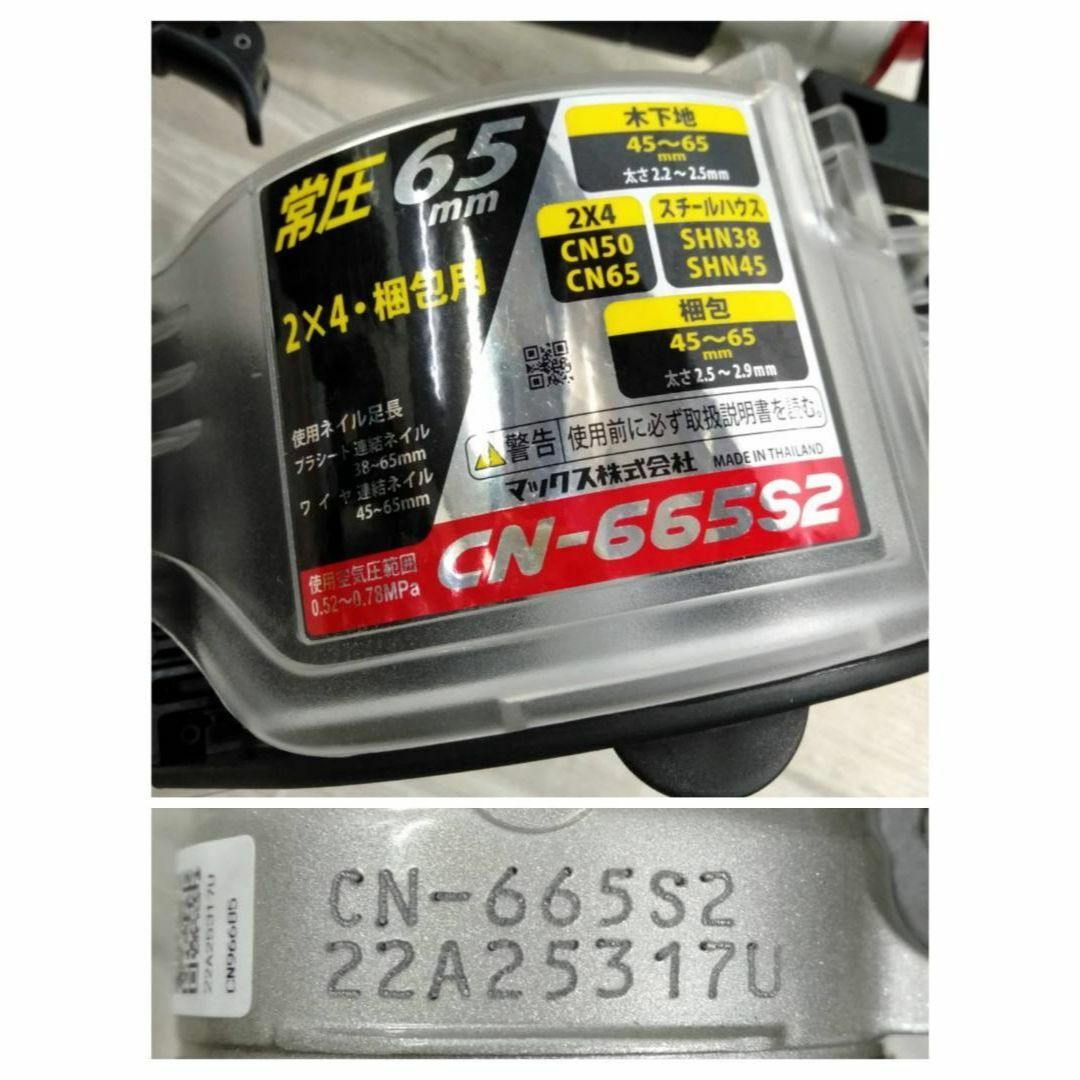 常圧 65mm
2×4・梱包用
木下地
45～65
mm
太さ2.2～2.5mm
2X4
CN50
CN65
スチールハウス
SHN38
SHN45
梱包
45～65
mm
太さ2.5～2.9mm
使用ネイル足長
プラシート連結ネイル
38~65mm
ワイヤ連結ネイル
45~65mm
警告 使用前に必ず取扱説明書を読む。
マックス株式会社 MADE IN THAILAND
使用空気圧範囲
0.52～0.78MPa
CN-665S2
CN-665S2
22A25317U
22A25317U
CN96685